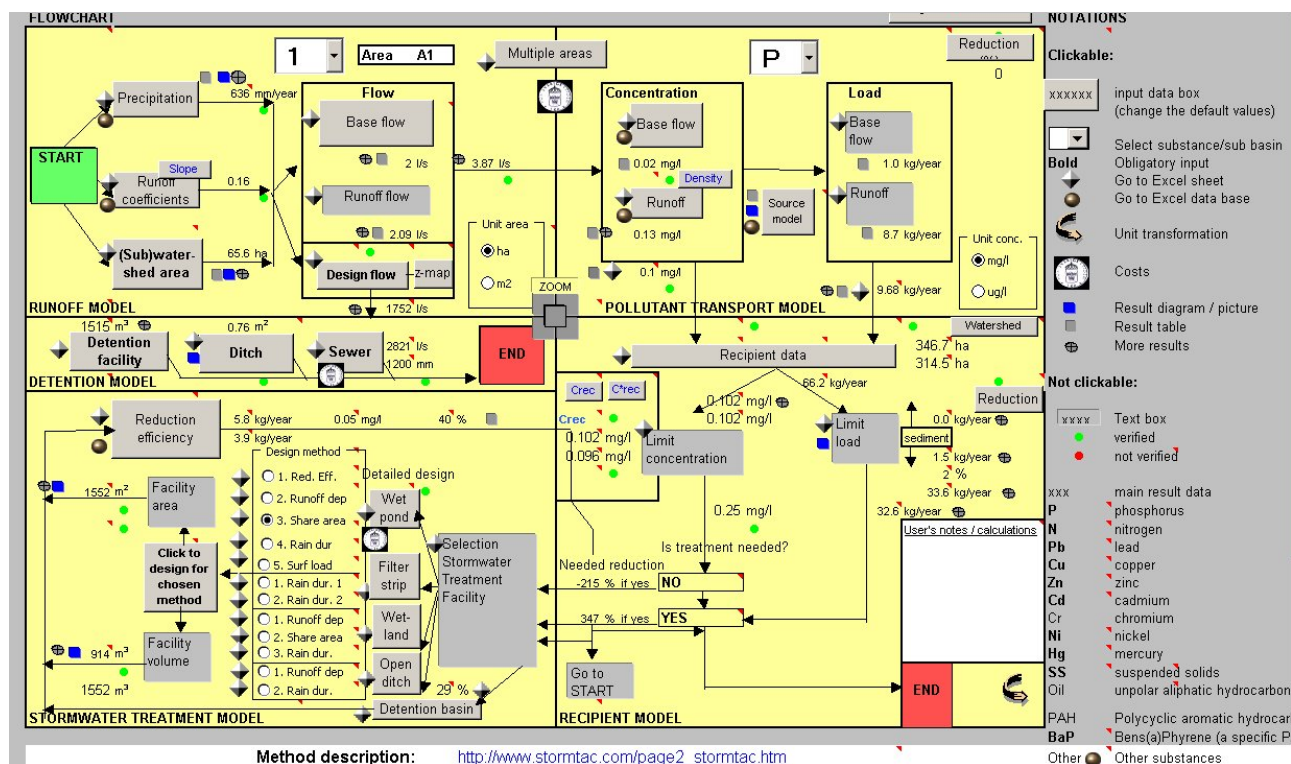 FLOWCHART
NOTATIONS
1
Area A1
Multiple areas
P
Reduction
0
Clickable:
Precipitation
636 mm/year
Flow
Base flow
2 l/s
3.87 l/s
Runoff flow
2.09 l/s
Design flow
z-map
1752 l/s
START
Slope
Runoff
coefficients
0.16
(Sub)water-
shed area
65.6 ha
RUNOFF MODEL
Unit area
ha
m2
ZOOM
Concentration
Base flow
0.02 mg/l
Density
Runoff
0.13 mg/l
0.1 mg/l
Source
model
Load
Base
flow
1.0 kg/year
Runoff
8.7 kg/year
9.68 kg/year
Unit conc.
mg/l
ug/l
POLLUTANT TRANSPORT MODEL
1515 m³
Detention
facility
0.76 m²
Ditch
Sewer
2821 l/s
1200 mm
END
DETENTION MODEL
Watershed
Recipient data
346.7 ha
314.5 ha
66.2 kg/year
Reduction
Crec
C*rec
0.102 mg/l
0.102 mg/l
Crec
0.102 mg/l
0.096 mg/l
Limit
concentration
Limit
load
0.0 kg/year
sediment
1.5 kg/year
2 %
33.6 kg/year
32.6 kg/year
0.25 mg/l
Is treatment needed?
Needed reduction
-215 % if yes
NO
347 % if yes
YES
Go to
START
User's notes / calculations
END
RECIPIENT MODEL
Reduction
efficiency
5.8 kg/year
0.05 mg/l
40 %
3.9 kg/year
Design method
1. Red. Eff.
2. Runoff dep
3. Share area
4. Rain dur
5. Surf load
1. Rain dur. 1
2. Rain dur. 2
1. Runoff dep
2. Share area
3. Rain dur.
1. Runoff dep
2. Rain dur.
Detailed design
Wet
pond
Filter
strip
Wet-
land
Open
ditch
Selection
Stormwater
Treatment
Facility
29 %
Detention basin
1552 m²
Facility
area
Click to
design for
chosen
method
914 m³
Facility
volume
1552 m³
STORMWATER TREATMENT MODEL
xxxxxx
input data box
(change the default values)
Select substance/sub basin
Bold Obligatory input
Go to Excel sheet
Go to Excel data base
Unit transformation
Costs
Result diagram / picture
Result table
More results
Not clickable:
xxxx Text box
verified
not verified
xxx main result data
P phosphorus
N nitrogen
Pb lead
Cu copper
Zn zinc
Cd cadmium
Cr chromium
Ni nickel
Hg mercury
SS suspended solids
Oil unpolar aliphatic hydrocarbon
PAH Polycyclic aromatic hydrocar
BaP Bens(a)Phyrene (a specific P
Other Other substances
Method description: http://www.stormtac.com/page2_stormtac.htm